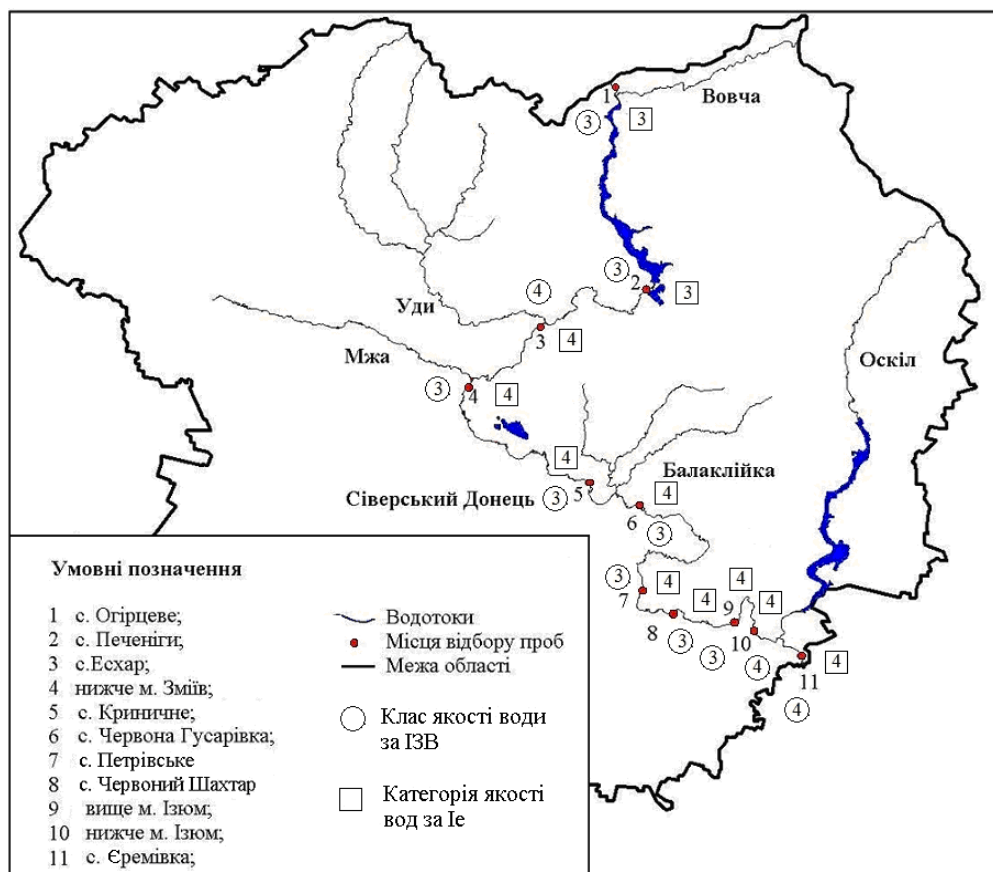 1
Вовча
3
3
3
2
3
4
Уди
3
4
Мжа
Оскіл
3
4
4
4
Балаклійка
Сіверський Донець
3
5
4
6
3
3
7
4
8
4
4
9
4
10
3
3
4
11
4
4
Умовні позначення
1 с. Огірцеве;
2 с. Печеніги;
3 с.Есхар;
4 нижче м. Зміїв;
5 с. Криничне;
6 с. Червона Гусарівка;
7 с. Петрівське
8 с. Червоний Шахтар
9 вище м. Ізюм;
10 нижче м. Ізюм;
11 с. Єремівка;
Водотоки
Місця відбору проб
Межа області
Клас якості води
за ІЗВ
Категорія якості
вод за Іе